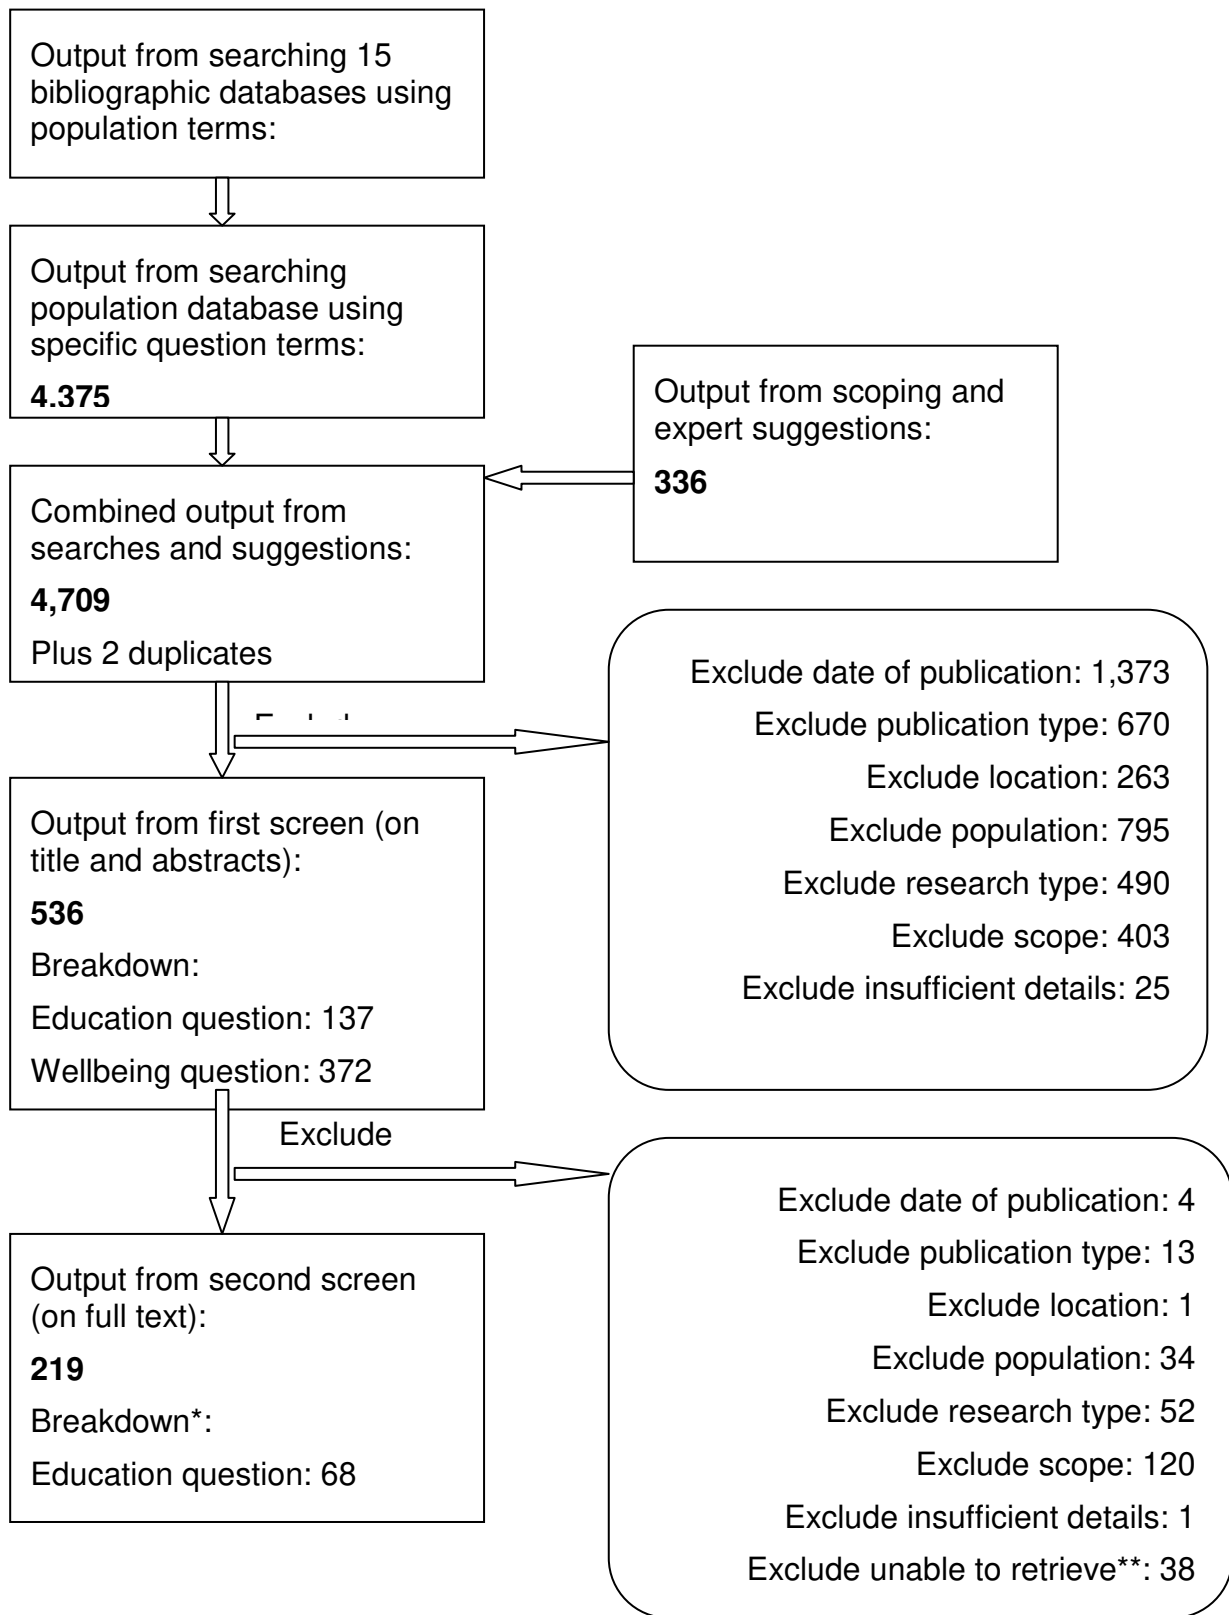 Output from searching 15
bibliographic databases using
population terms:
Output from searching
population database using
specific question terms:
4,375
Output from scoping and
expert suggestions:
336
Combined output from
searches and suggestions:
4,709
Plus 2 duplicates
Exclude date of publication: 1,373
Exclude publication type: 670
Exclude location: 263
Exclude population: 795
Exclude research type: 490
Exclude scope: 403
Exclude insufficient details: 25
Output from first screen (on
title and abstracts):
536
Breakdown:
Education question: 137
Wellbeing question: 372
Exclude
Exclude date of publication: 4
Exclude publication type: 13
Exclude location: 1
Exclude population: 34
Exclude research type: 52
Exclude scope: 120
Exclude insufficient details: 1
Exclude unable to retrieve**: 38
Output from second screen
(on full text):
219
Breakdown*:
Education question: 68